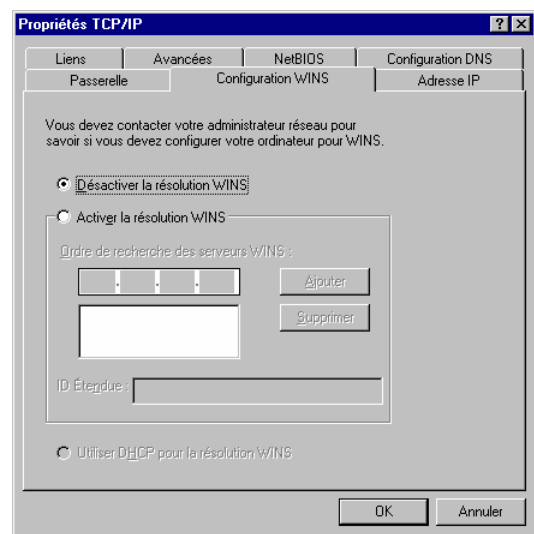 Propriétés TCP/IP
Liens Avancées NetBIOS Configuration DNS
Passerelle Configuration WINS Adresse IP
Vous devez contacter votre administrateur réseau pour
savoir si vous devez configurer votre ordinateur pour WINS.
Désactiver la résolution WINS
Activer la résolution WINS
Ordre de recherche des serveurs WINS :
. . .
Ajouter
Supprimer
ID Étendue :
Utiliser DHCP pour la résolution WINS
OK Annuler